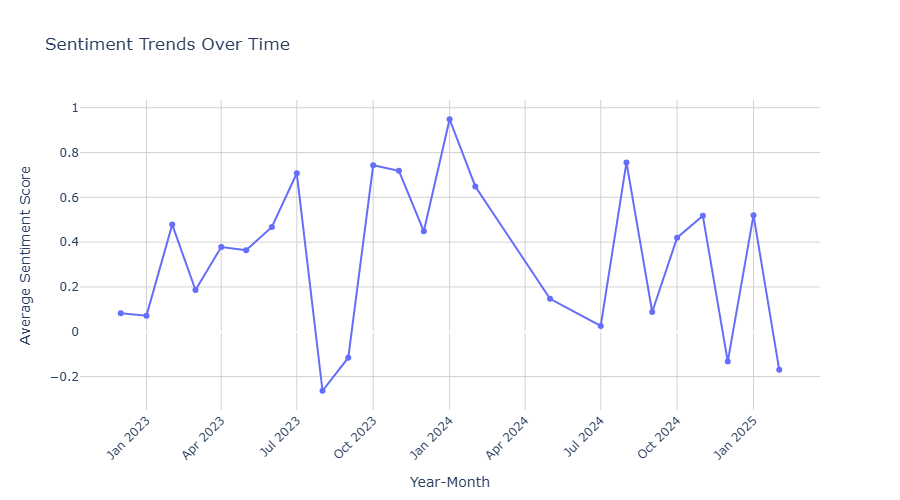 Sentiment Trends Over Time
Average Sentiment Score
1
0.8
0.6
0.4
0.2
0
−0.2
Jan 2023
Apr 2023
Jul 2023
Oct 2023
Jan 2024
Apr 2024
Jul 2024
Oct 2024
Jan 2025
Year-Month